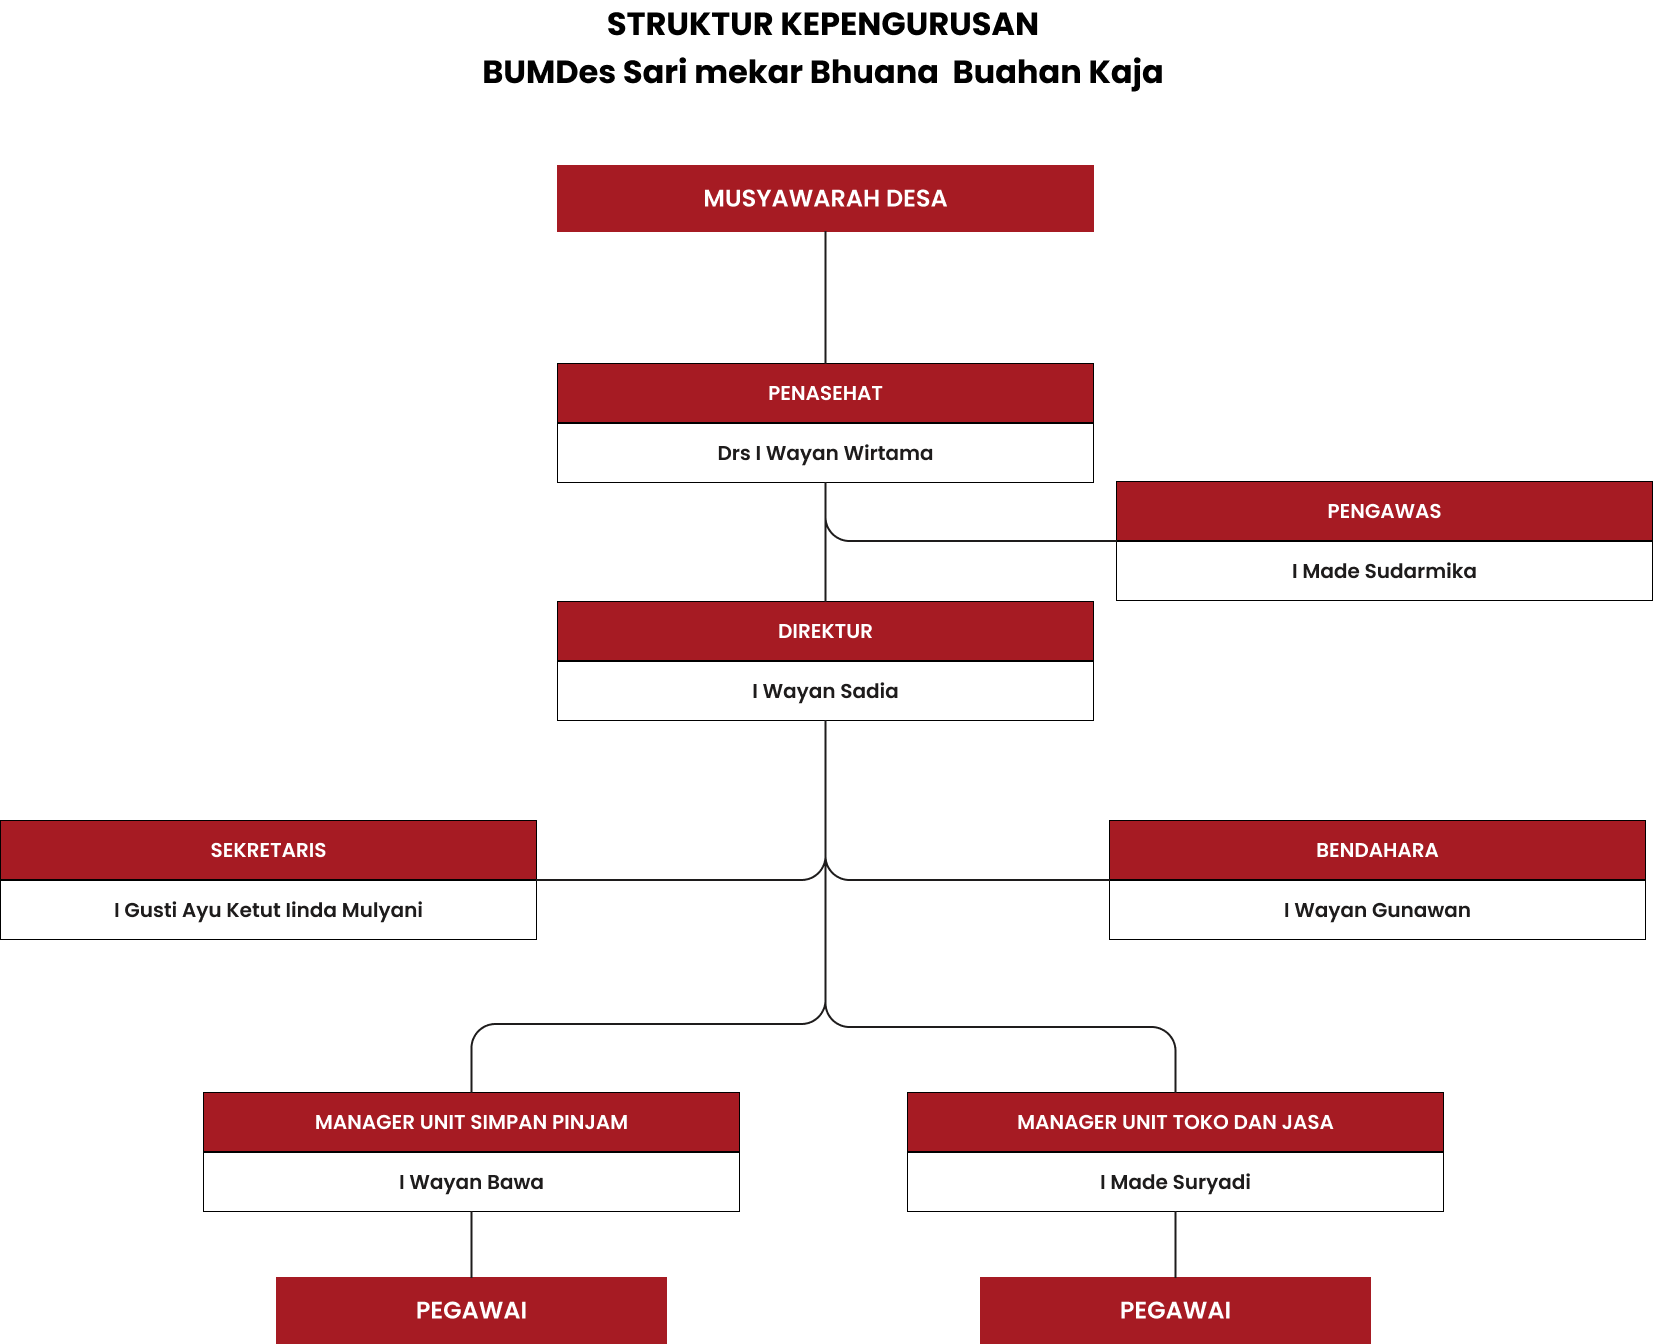 STRUKTUR KEPENGURUSAN
BUMDes Sari mekar Bhuana  Buahan Kaja
MUSYAWARAH DESA
PENASEHAT
Drs I Wayan Wirtama
PENGAWAS
I Made Sudarmika
DIREKTUR
I Wayan Sadia
SEKRETARIS
I Gusti Ayu Ketut Iinda Mulyani
BENDAHARA
I Wayan Gunawan
MANAGER UNIT SIMPAN PINJAM
I Wayan Bawa
MANAGER UNIT TOKO DAN JASA
I Made Suryadi
PEGAWAI
PEGAWAI